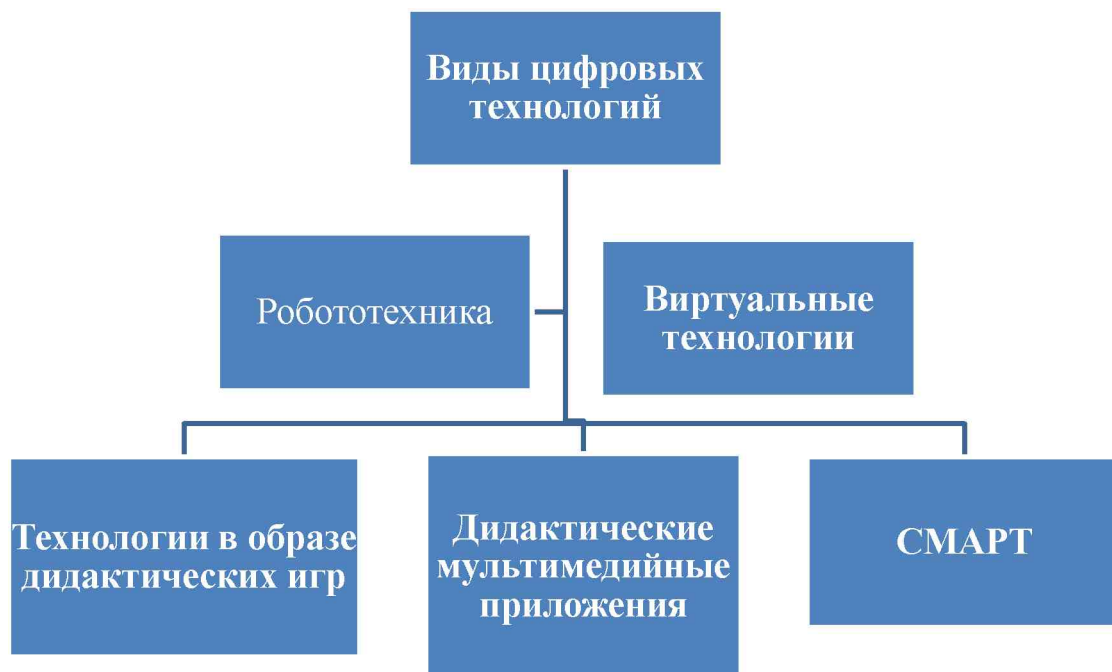 Виды цифровых
технологий
Робототехника
Виртуальные
технологии
Технологии в образе
дидактических игр
Дидактические
мультимедийные
приложения
СМАРТ